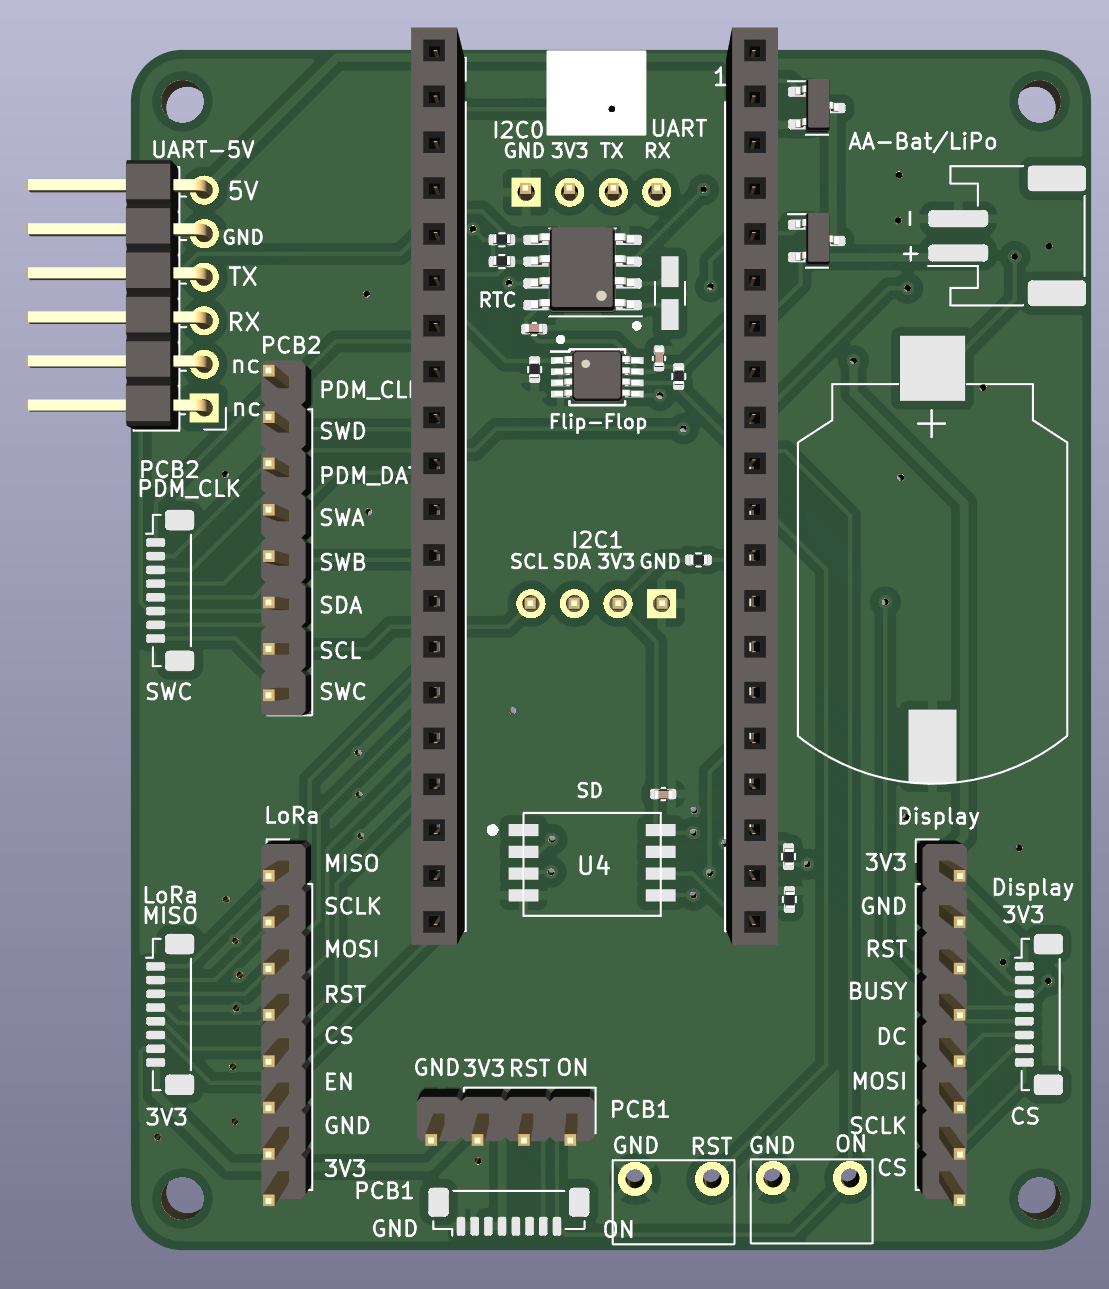 1
I2C0
UART
GND 3V3 TX RX
AA-Bat/LiPo
UART-5V
5V
GND
TX
RX
nc
nc
- 
+
RTC
Flip-Flop
+
PCB2
PDM_CL
SWD
PDM_DA
SWA
SWB
SDA
SCL
SWC
PCB2
PDM_CLK
SWC
I2C1
SCL SDA 3V3 GND
SD
U4
LoRa
MISO
SCLK
MOSI
RST
CS
EN
GND
3V3
LoRa
MISO
3V3
Display
3V3
GND
RST
BUSY
DC
MOSI
SCLK
CS
Display
3V3
CS
GND 3V3 RST ON
PCB1
GND RST GND ON
PCB1
GND ON